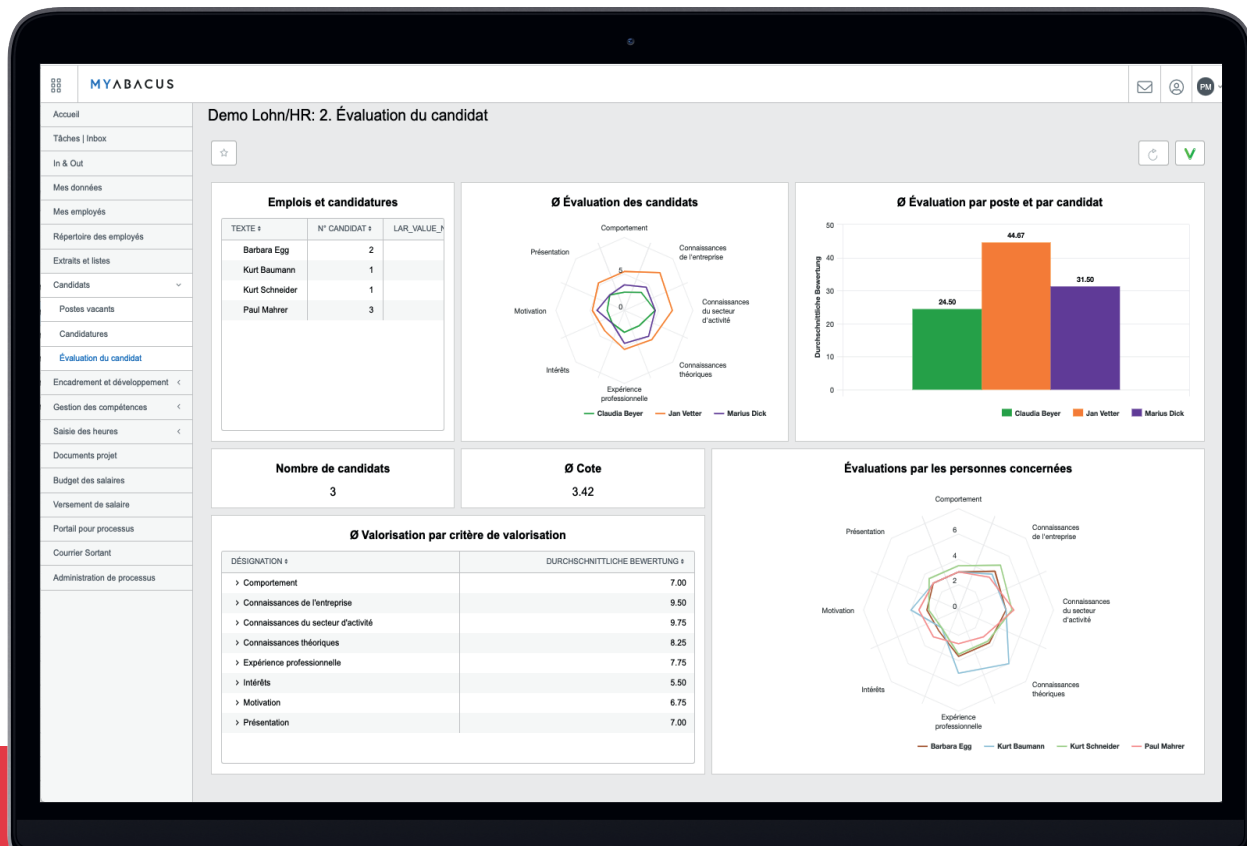 MYABACUS
PM
Accueil
Tâches | Inbox
In & Out
Mes données
Mes employés
Répertoire des employés
Extraits et listes
Candidats
Postes vacants
Candidatures
Évaluation du candidat
Encadrement et développement
Gestion des compétences
Saisie des heures
Documents projet
Budget des salaires
Versement de salaire
Portail pour processus
Courrier Sortant
Administration de processus
Demo Lohn/HR: 2. Évaluation du candidat
Emplois et candidatures
TEXTE N° CANDIDAT LAR_VALUE_N
Barbara Egg 2
Kurt Baumann 1
Kurt Schneider 1
Paul Mahrer 3
Ø Évaluation des candidats
Comportement
Présentation
Connaissances
de l'entreprise
5
0
Motivation
Connaissances
du secteur
d'activité
Intérêts
Connaissances
théoriques
Expérience
professionnelle
Claudia Beyer Jan Vetter Marius Dick
Ø Évaluation par poste et par candidat
Durchschnittliche Bewertung
50
40
30
20
10
0
24.50
44.67
31.50
Claudia Beyer Jan Vetter Marius Dick
Nombre de candidats
3
Ø Cote
3.42
Ø Valorisation par critère de valorisation
DÉSIGNATION DURCHSCHNITTLICHE BEWERTUNG
> Comportement 7.00
> Connaissances de l'entreprise 9.50
> Connaissances du secteur d'activité 9.75
> Connaissances théoriques 8.25
> Expérience professionnelle 7.75
> Intérêts 5.50
> Motivation 6.75
> Présentation 7.00
Évaluations par les personnes concernées
Comportement
Présentation
Connaissances
de l'entreprise
6
4
2
0
Motivation
Connaissances
du secteur
d'activité
Intérêts
Connaissances
théoriques
Expérience
professionnelle
Barbara Egg Kurt Baumann Kurt Schneider Paul Mahrer